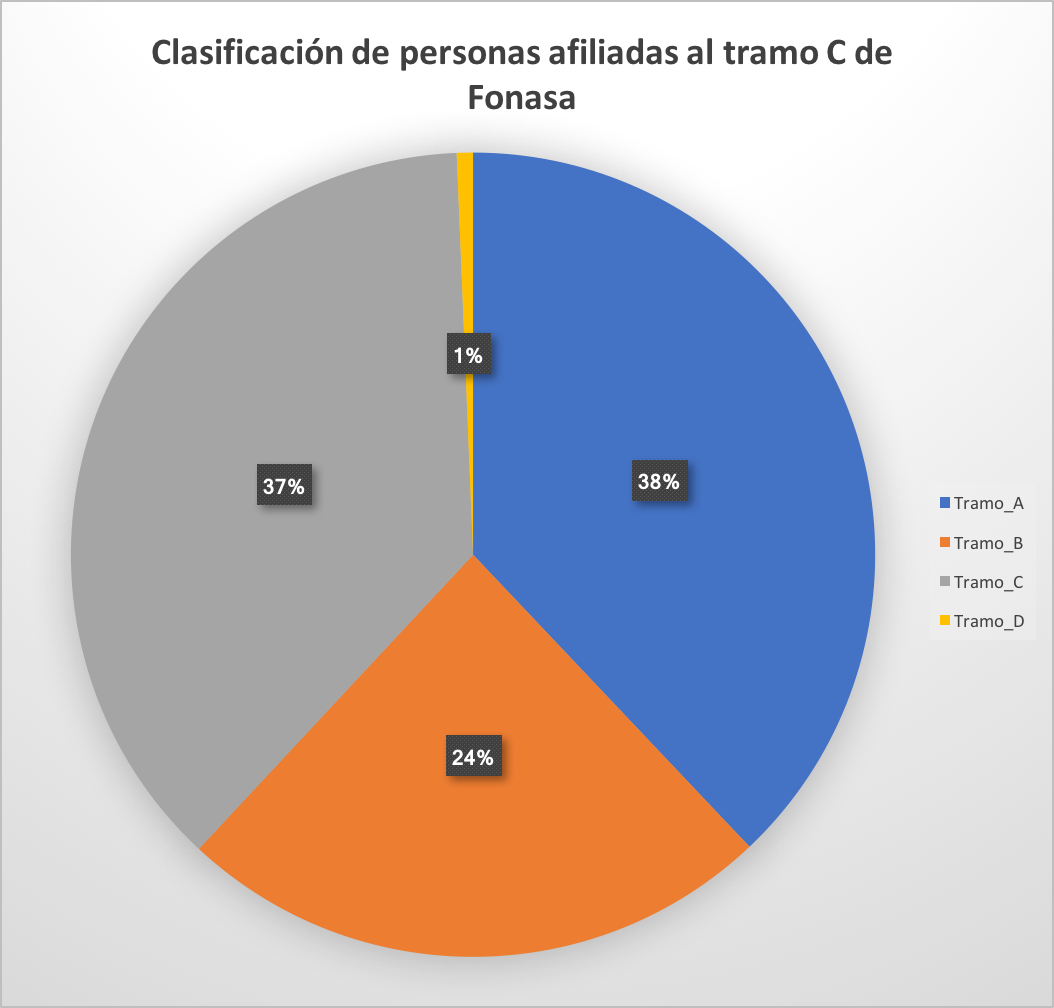 Clasificación de personas afiliadas al tramo C de
Fonasa
1%
37%
38%
24%
Tramo_A
Tramo_B
Tramo_C
Tramo_D